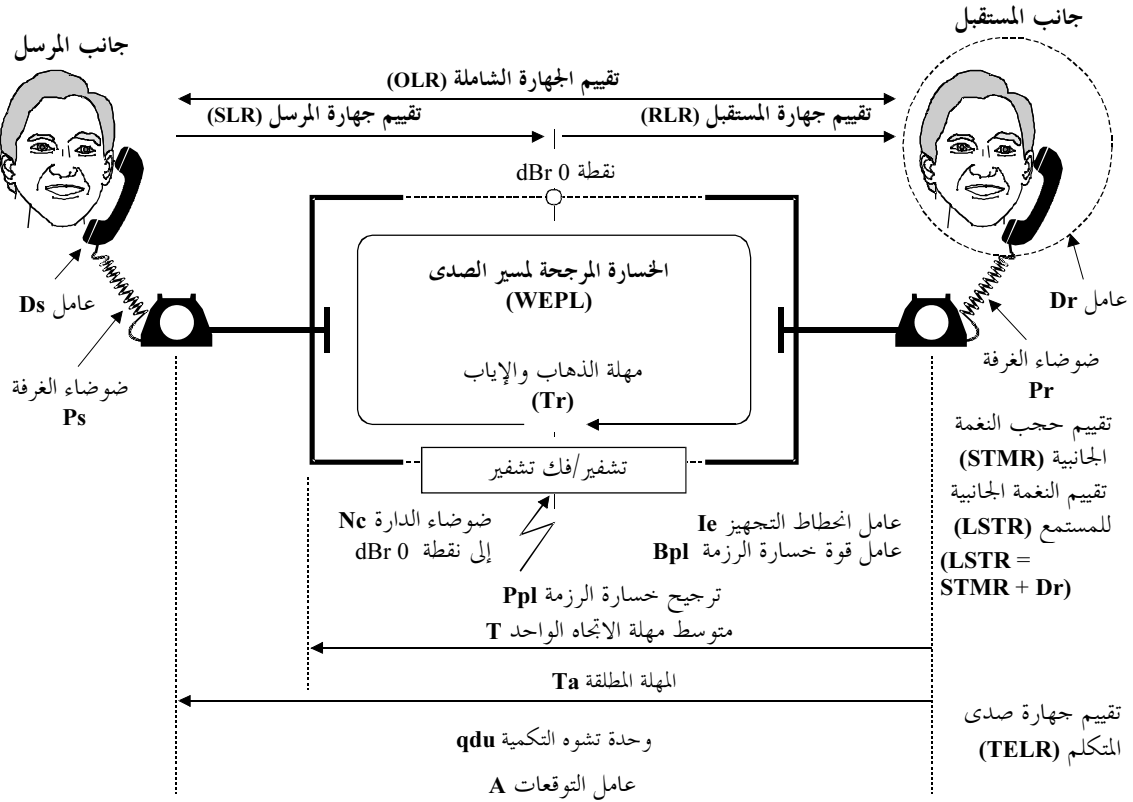 جانب المستقبل
جانب المرسل
تقييم الجهارة الشاملة (OLR)
تقييم جهارة المستقبل (RLR)
تقييم جهارة المرسل (SLR)
نقطة 0 dBr
الخسارة المرجحة لمسير الصدى
(WEPL)
عامل Dr
عامل Ds
ضوضاء الغرفة
Pr
ضوضاء الغرفة
Ps
مهلة الذهاب والإياب
(Tr)
تقييم حجب النغمة
الجانبية (STMR)
تقييم النغمة الجانبية
للمستمع (LSTR)
(LSTR =
STMR + Dr)
تشفير/فك تشفير
عامل انحطاط التجهيز Ie
عامل قوة خسارة الرزمة Bpl
ضوضاء الدارة Nc
إلى نقطة 0 dBr
ترجيح خسارة الرزمة Ppl
متوسط مهلة الاتجاه الواحد T
المهلة المطلقة Ta
تقييم جهارة صدى
المتكلم (TELR)
وحدة تشوه التكمية qdu
عامل التوقعات A